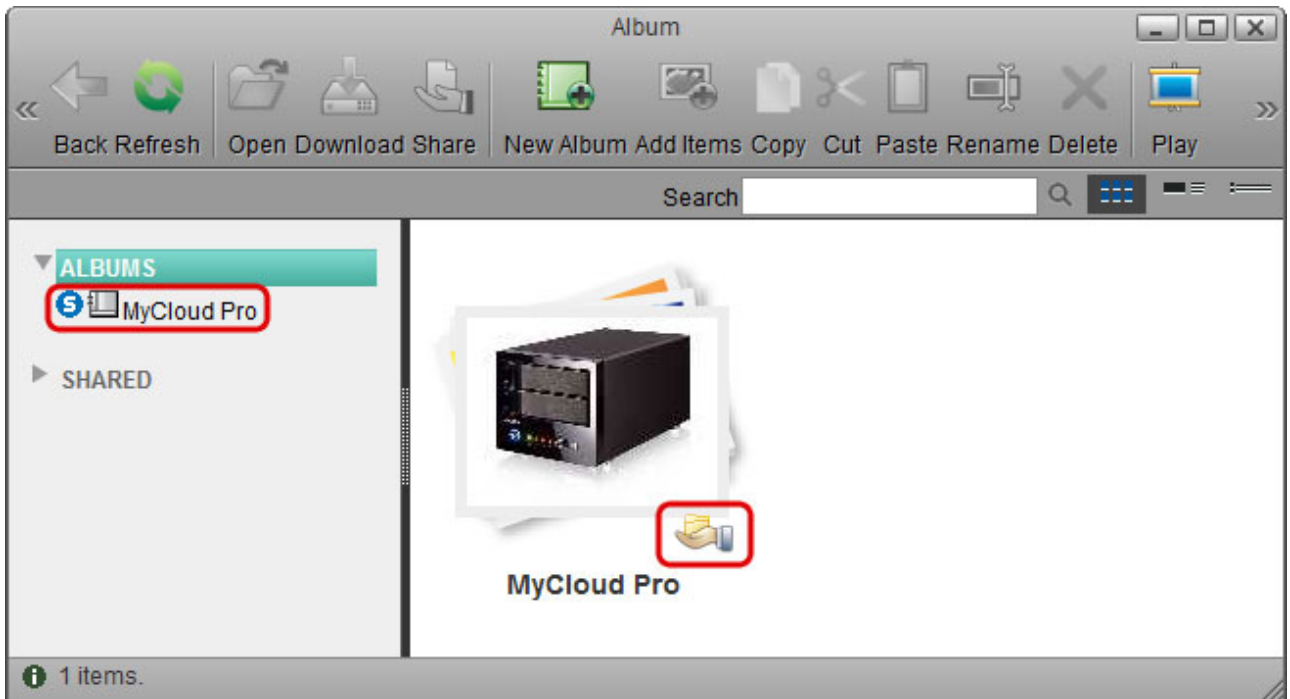 Album
Back Refresh Open Download Share New Album Add Items Copy Cut Paste Rename Delete Play
Search
ALBUMS
S MyCloud Pro
SHARED
MyCloud Pro
1 items.